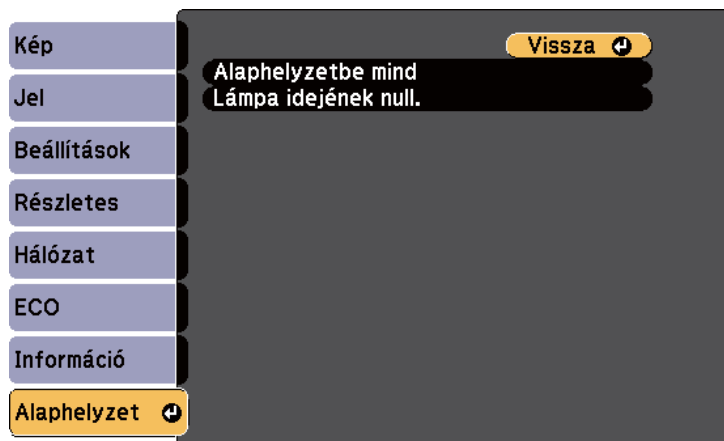 Kép
Jel
Beállítások
Részletes
Hálózat
ECO
Információ
Alaphelyzet
Vissza
Alaphelyzetbe mind
Lámpa idejének null.